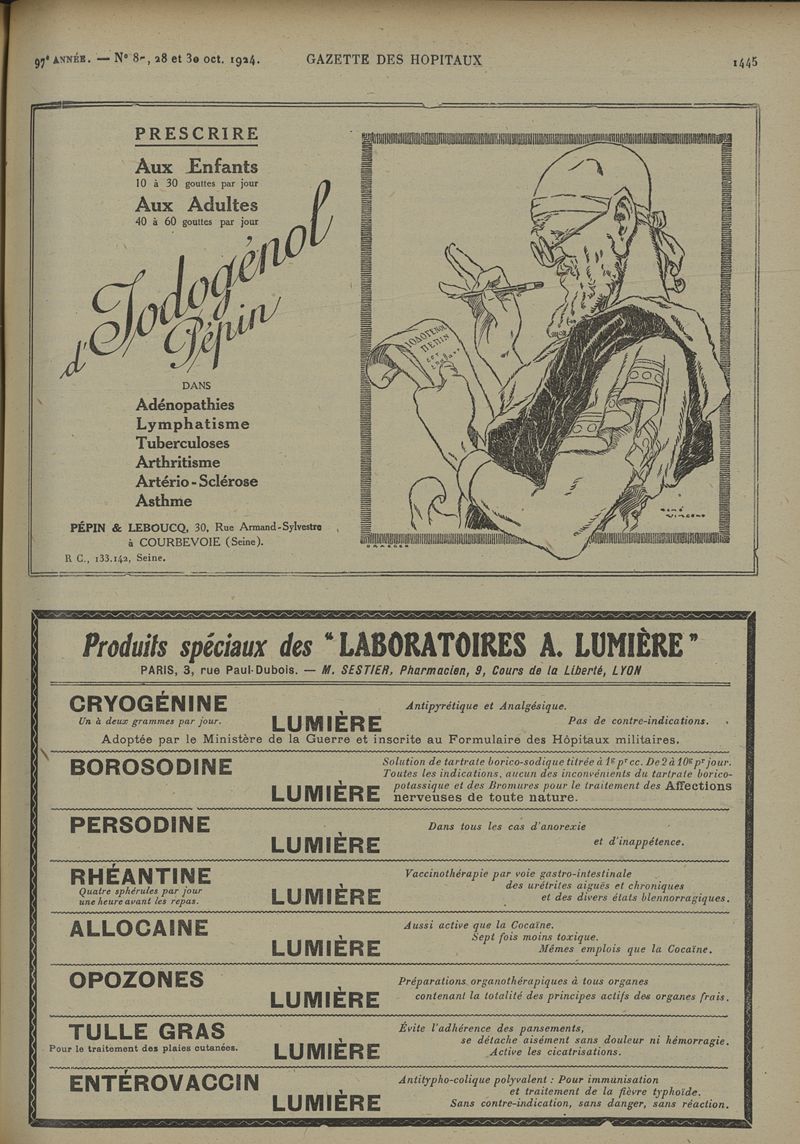 97ᵉ ANNÉE. — N° 8-, 28 et 30 oct. 1924. GAZETTE DES HOPITAUX 1445
PRESCRIRE
Aux Enfants
10 à 30 gouttes par jour
Aux Adultes
40 à 60 gouttes par jour
d'Iodogénol
Pépin
DANS
Adénopathies
Lymphatisme
Tuberculoses
Arthritisme
Artério-Sclérose
Asthme
PÉPIN & LEBOUCQ, 30, Rue Armand-Sylvestre
à COURBEVOIE (Seine).
R C., 133.142, Seine.
PEPIN
RENÉ
VINCENT
DRAEGER
Produits spéciaux des "LABORATOIRES A. LUMIÈRE"
PARIS, 3, rue Paul-Dubois. — M. SESTIER, Pharmacien, 9, Cours de la Liberté, LYON
CRYOGÉNINE
Un à deux grammes par jour.
LUMIÈRE
Antipyrétique et Analgésique.
Pas de contre-indications.
Adoptée par le Ministère de la Guerre et inscrite au Formulaire des Hôpitaux militaires.
BOROSODINE
LUMIÈRE
Solution de tartrate borico-sodique titrée à 1ᵍ pʳ cc. De 2 à 10ᵍ pʳ jour.
Toutes les indications, aucun des inconvénients du tartrate borico-
potassique et des Bromures pour le traitement des Affections
nerveuses de toute nature.
PERSODINE
LUMIÈRE
Dans tous les cas d'anorexie
et d'inappétence.
RHÉANTINE
Quatre sphérules par jour
une heure avant les repas.
LUMIÈRE
Vaccinothérapie par voie gastro-intestinale
des urétrites aiguës et chroniques
et des divers états blennorragiques.
ALLOCAINE
LUMIÈRE
Aussi active que la Cocaïne.
Sept fois moins toxique.
Mêmes emplois que la Cocaïne.
OPOZONES
LUMIÈRE
Préparations organothérapiques à tous organes
contenant la totalité des principes actifs des organes frais.
TULLE GRAS
Pour le traitement des plaies cutanées.
LUMIÈRE
Évite l'adhérence des pansements,
se détache aisément sans douleur ni hémorragie.
Active les cicatrisations.
ENTÉROVACCIN
LUMIÈRE
Antitypho-colique polyvalent : Pour immunisation
et traitement de la fièvre typhoïde.
Sans contre-indication, sans danger, sans réaction.